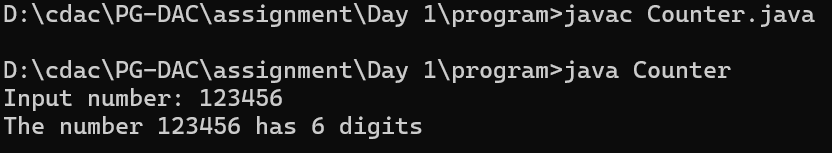 D:\cdac\PG-DAC\assignment\Day 1\program>javac Counter.java
D:\cdac\PG-DAC\assignment\Day 1\program>java Counter
Input number: 123456
The number 123456 has 6 digits